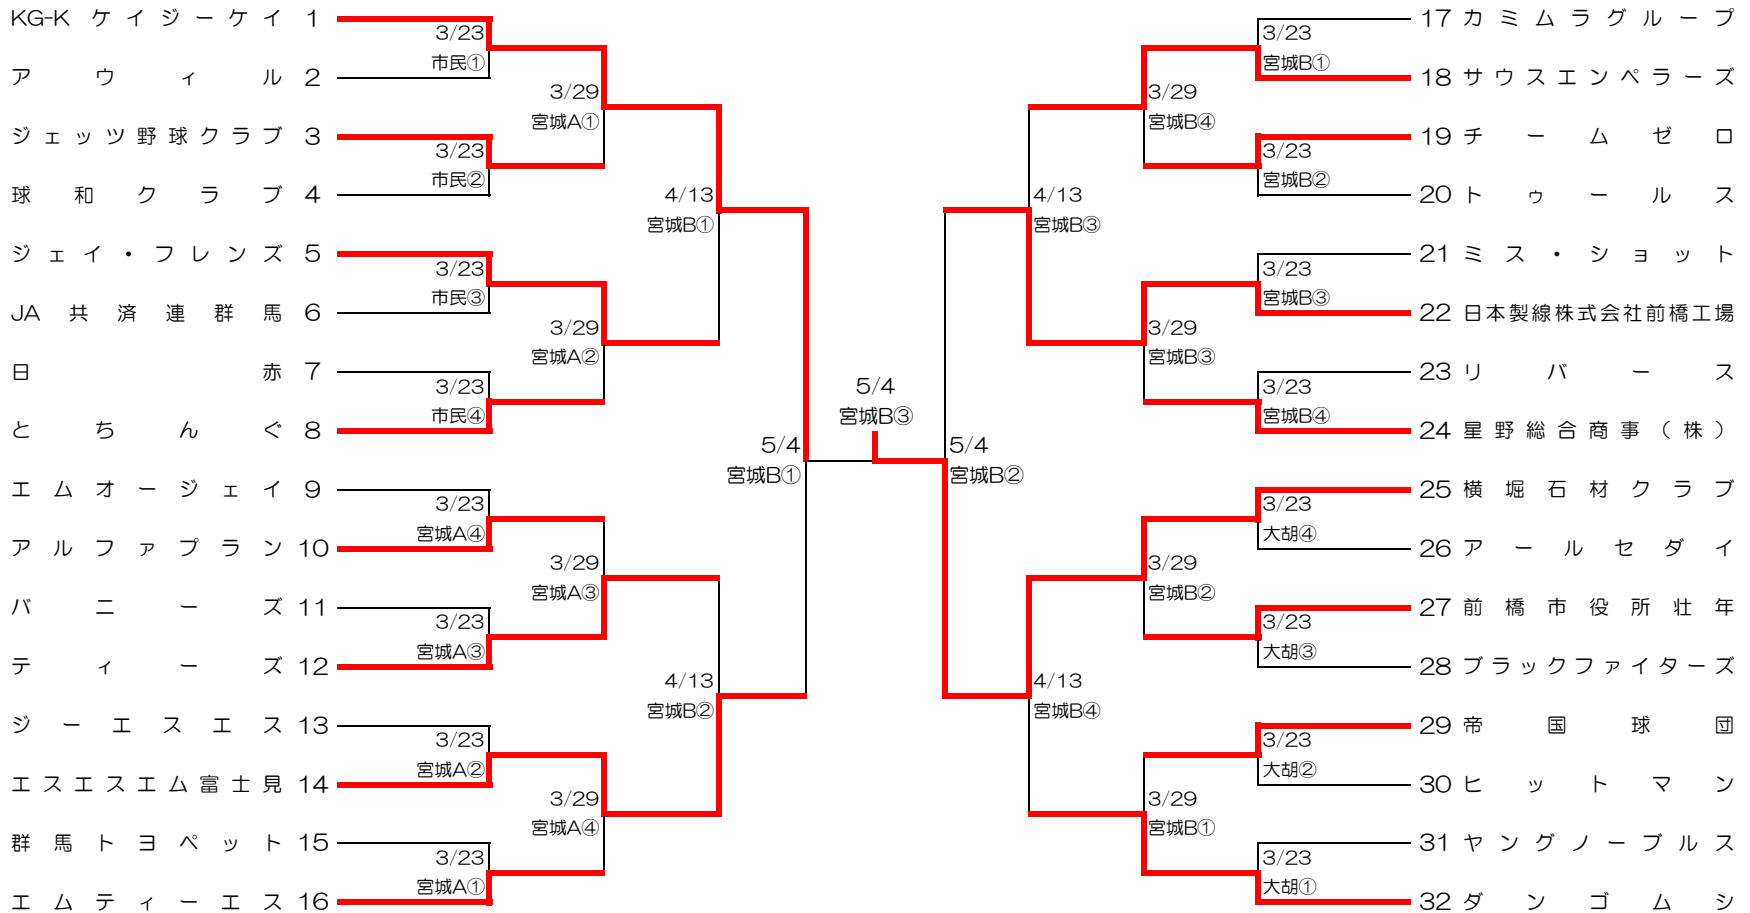 KG-K ケイジーケイ 1
3/23
市民①
アウィル 2
3/29
宮城A①
ジェッツ野球クラブ 3
3/23
市民②
球和クラブ 4
4/13
宮城B①
ジェイ・フレンズ 5
3/23
市民③
JA共済連群馬 6
3/29
宮城A②
日赤 7
3/23
市民④
とちんぐ 8
5/4
宮城B①
エムオージェイ 9
3/23
宮城A④
アルファプラン 10
3/29
宮城A③
バニーズ 11
3/23
宮城A③
ティーズ 12
4/13
宮城B②
ジーエスエス 13
3/23
宮城A②
エスエスエム富士見 14
3/29
宮城A④
群馬トヨペット 15
3/23
宮城A①
エムティーエス 16
5/4
宮城B③
17 カミムラグループ
3/23
宮城B①
18 サウスエンペラーズ
3/29
宮城B④
19 チームゼロ
3/23
宮城B②
20 トゥールス
4/13
宮城B③
21 ミス・ショット
3/23
宮城B③
22 日本製線株式会社前橋工場
3/29
宮城B③
23 リバース
3/23
宮城B④
24 星野総合商事（株）
5/4
宮城B②
25 横堀石材クラブ
3/23
大胡④
26 アールセダイ
3/29
宮城B②
27 前橋市役所壮年
3/23
大胡③
28 ブラックファイターズ
4/13
宮城B④
29 帝国球団
3/23
大胡②
30 ヒットマン
3/29
宮城B①
31 ヤングノーブルス
3/23
大胡①
32 ダンゴムシ